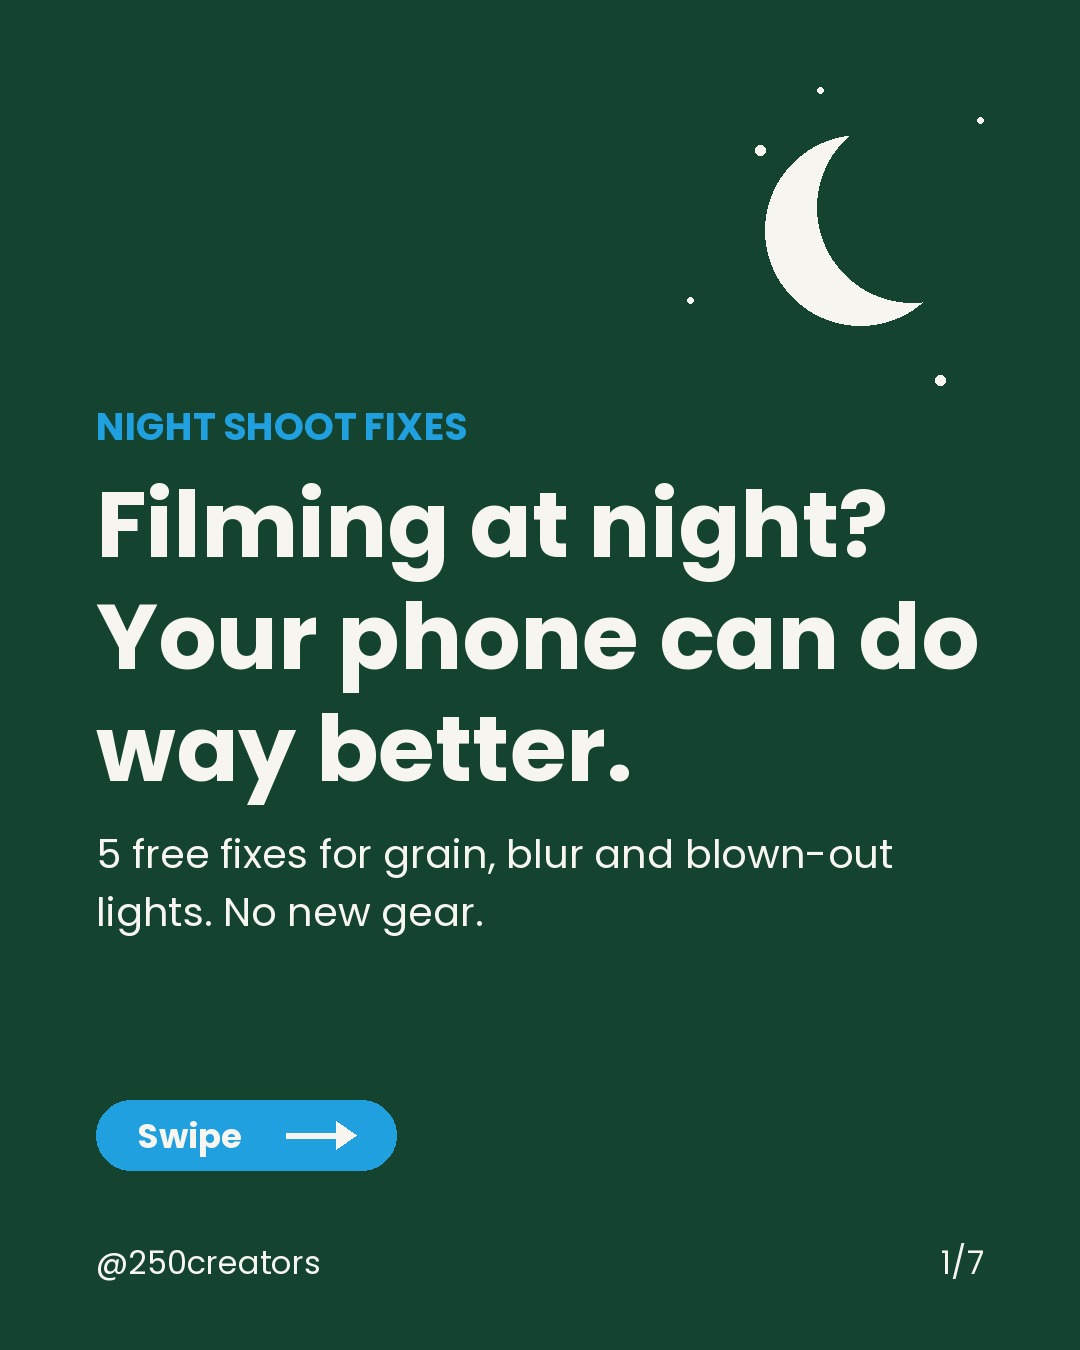 NIGHT SHOOT FIXES
Filming at night?
Your phone can do
way better.
5 free fixes for grain, blur and blown-out
lights. No new gear.
Swipe
@250creators
1/7